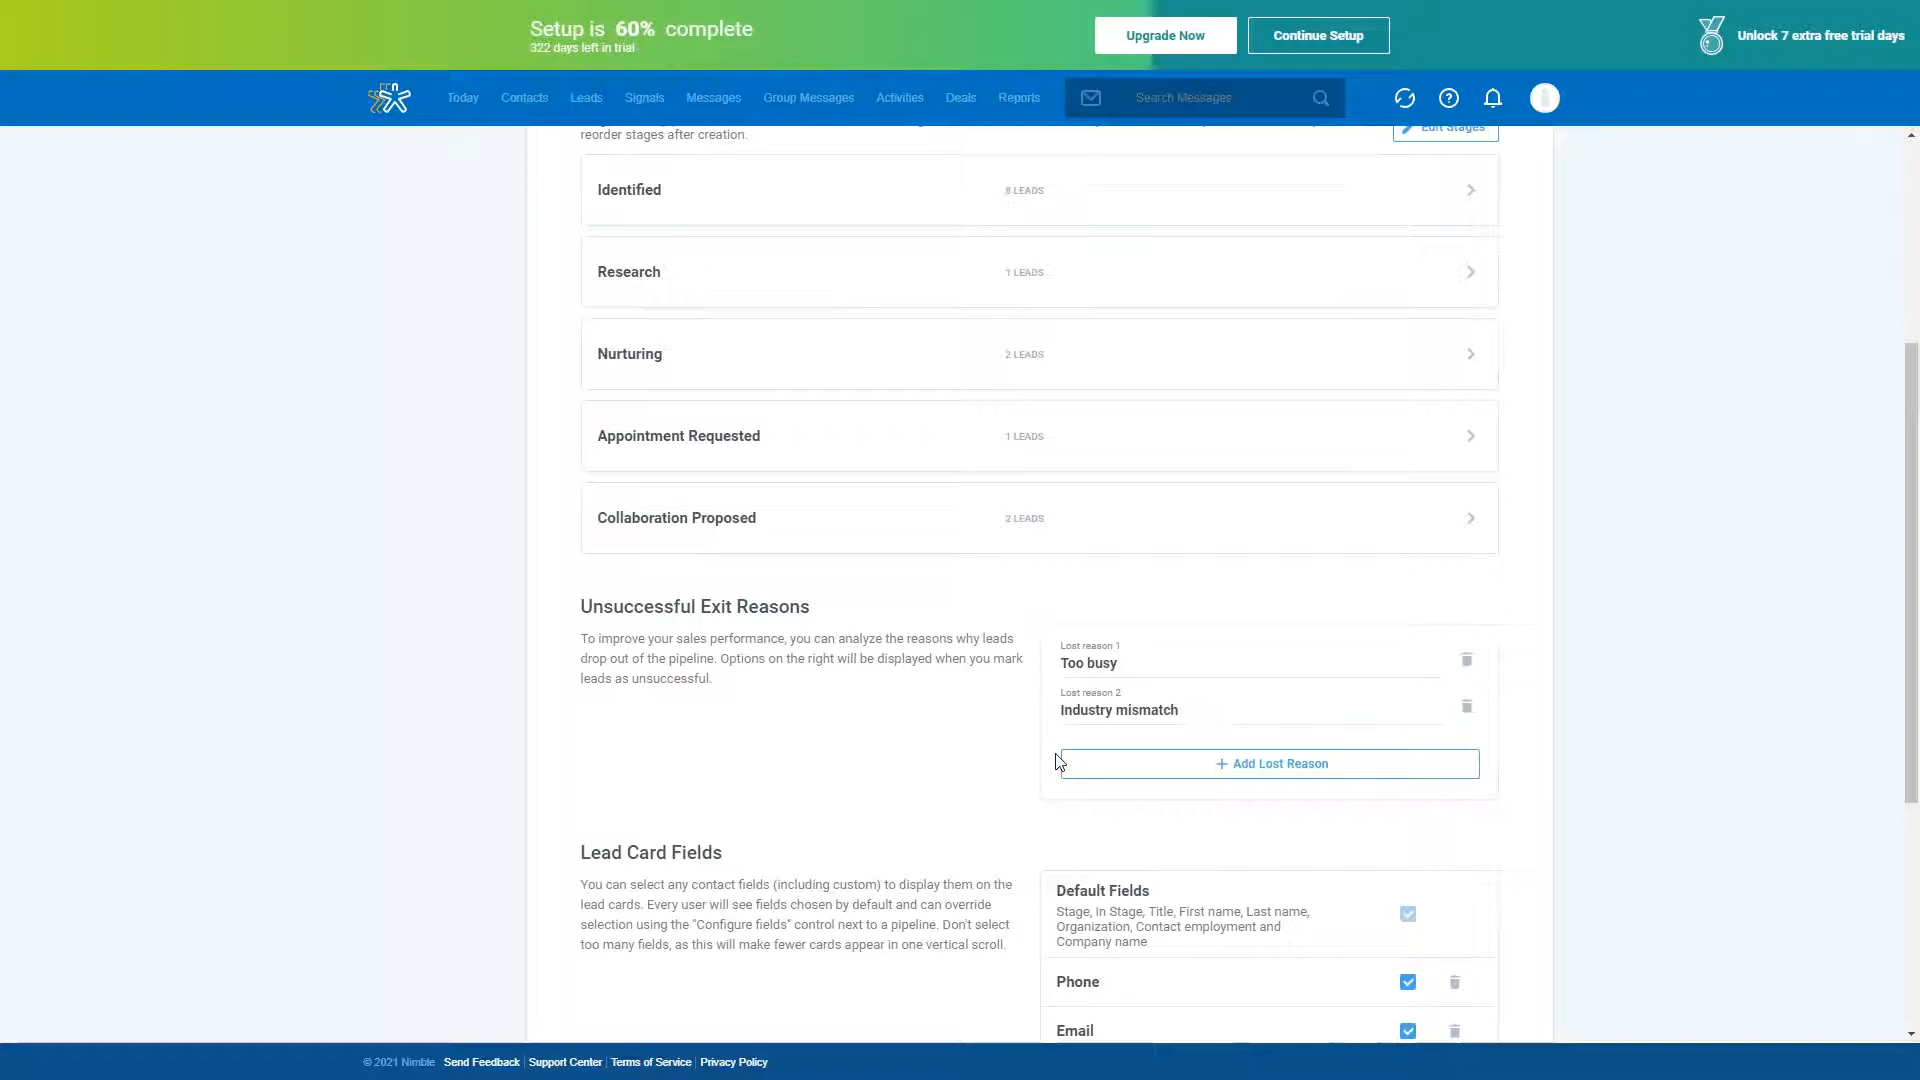 Setup is 60% complete
322 days left in trial
Upgrade Now
Continue Setup
Unlock 7 extra free trial days
Today Contacts Leads Signals Messages Group Messages Activities Deals Reports
Search Messages
reorder stages after creation.
Edit Stages
Identified
8 LEADS
Research
1 LEADS
Nurturing
2 LEADS
Appointment Requested
1 LEADS
Collaboration Proposed
2 LEADS
Unsuccessful Exit Reasons
To improve your sales performance, you can analyze the reasons why leads
drop out of the pipeline. Options on the right will be displayed when you mark
leads as unsuccessful.
Lost reason 1
Too busy
Lost reason 2
Industry mismatch
+ Add Lost Reason
Lead Card Fields
You can select any contact fields (including custom) to display them on the
lead cards. Every user will see fields chosen by default and can override
selection using the "Configure fields" control next to a pipeline. Don't select
too many fields, as this will make fewer cards appear in one vertical scroll.
Default Fields
Stage, In Stage, Title, First name, Last name,
Organization, Contact employment and
Company name
Phone
Email
© 2021 Nimble Send Feedback | Support Center | Terms of Service | Privacy Policy